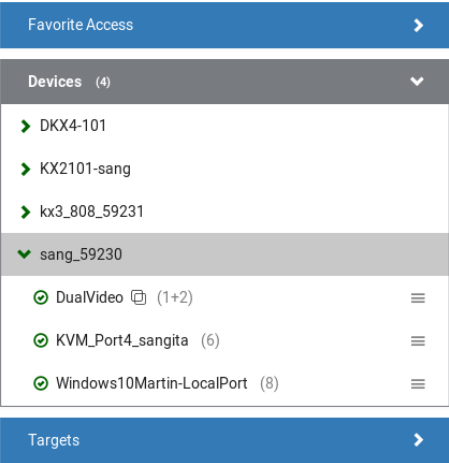 Favorite Access
Devices (4)
DKX4-101
KX2101-sang
kx3_808_59231
sang_59230
DualVideo (1+2)
KVM_Port4_sangita (6)
Windows10Martin-LocalPort (8)
Targets